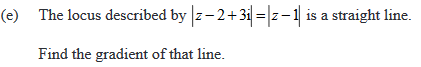 (e) The locus described by |z−2+3i|=|z−1| is a straight line.
Find the gradient of that line.